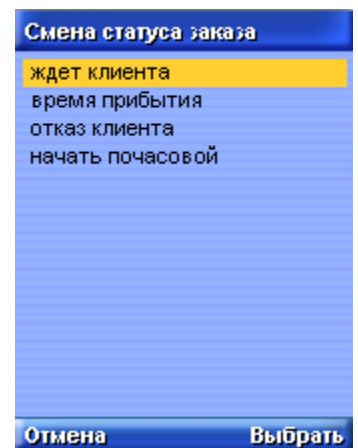 Смена статуса заказа
ждет клиента
время прибытия
отказ клиента
начать почасовой
Отмена Выбрать